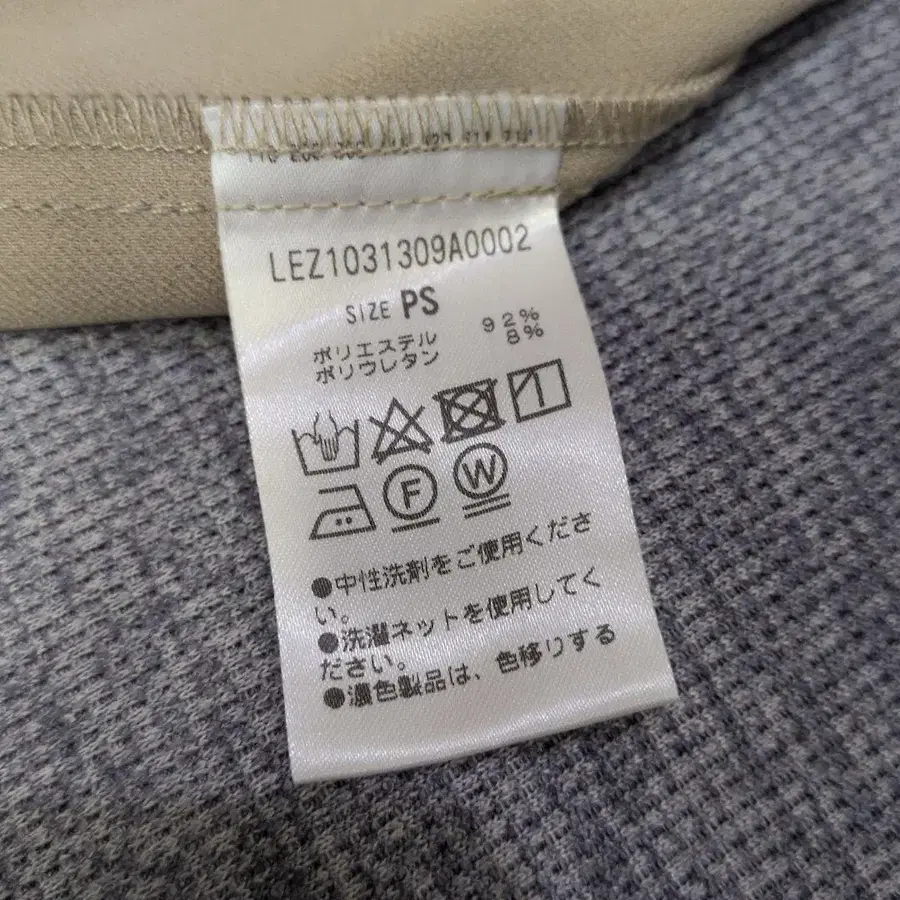 LEZ1031309A0002
SIZE PS
ポリエステル 92%
ポリウレタン 8%
F W
●中性洗剤をご使用くださ
い。
●洗濯ネットを使用してく
ださい。
●濃色製品は、色移りする